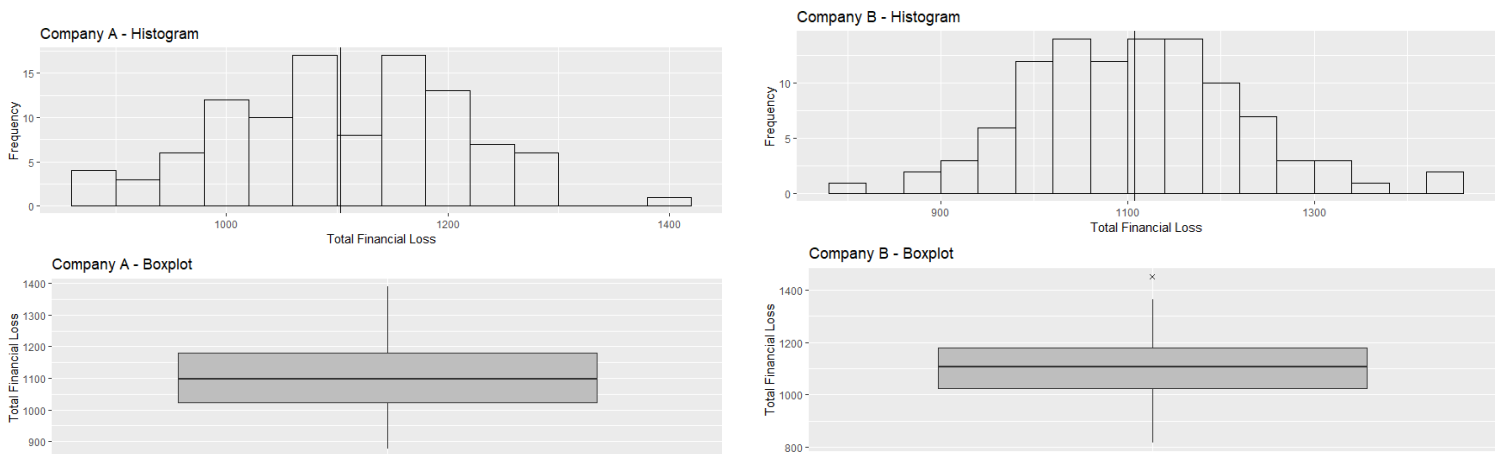 Company A - Histogram
Frequency
15
10
5
0
1000
1200
1400
Total Financial Loss
Company B - Histogram
Frequency
10
5
0
900
1100
1300
Total Financial Loss
Company A - Boxplot
Total Financial Loss
1400
1300
1200
1100
1000
900
Company B - Boxplot
Total Financial Loss
1400
1200
1000
800